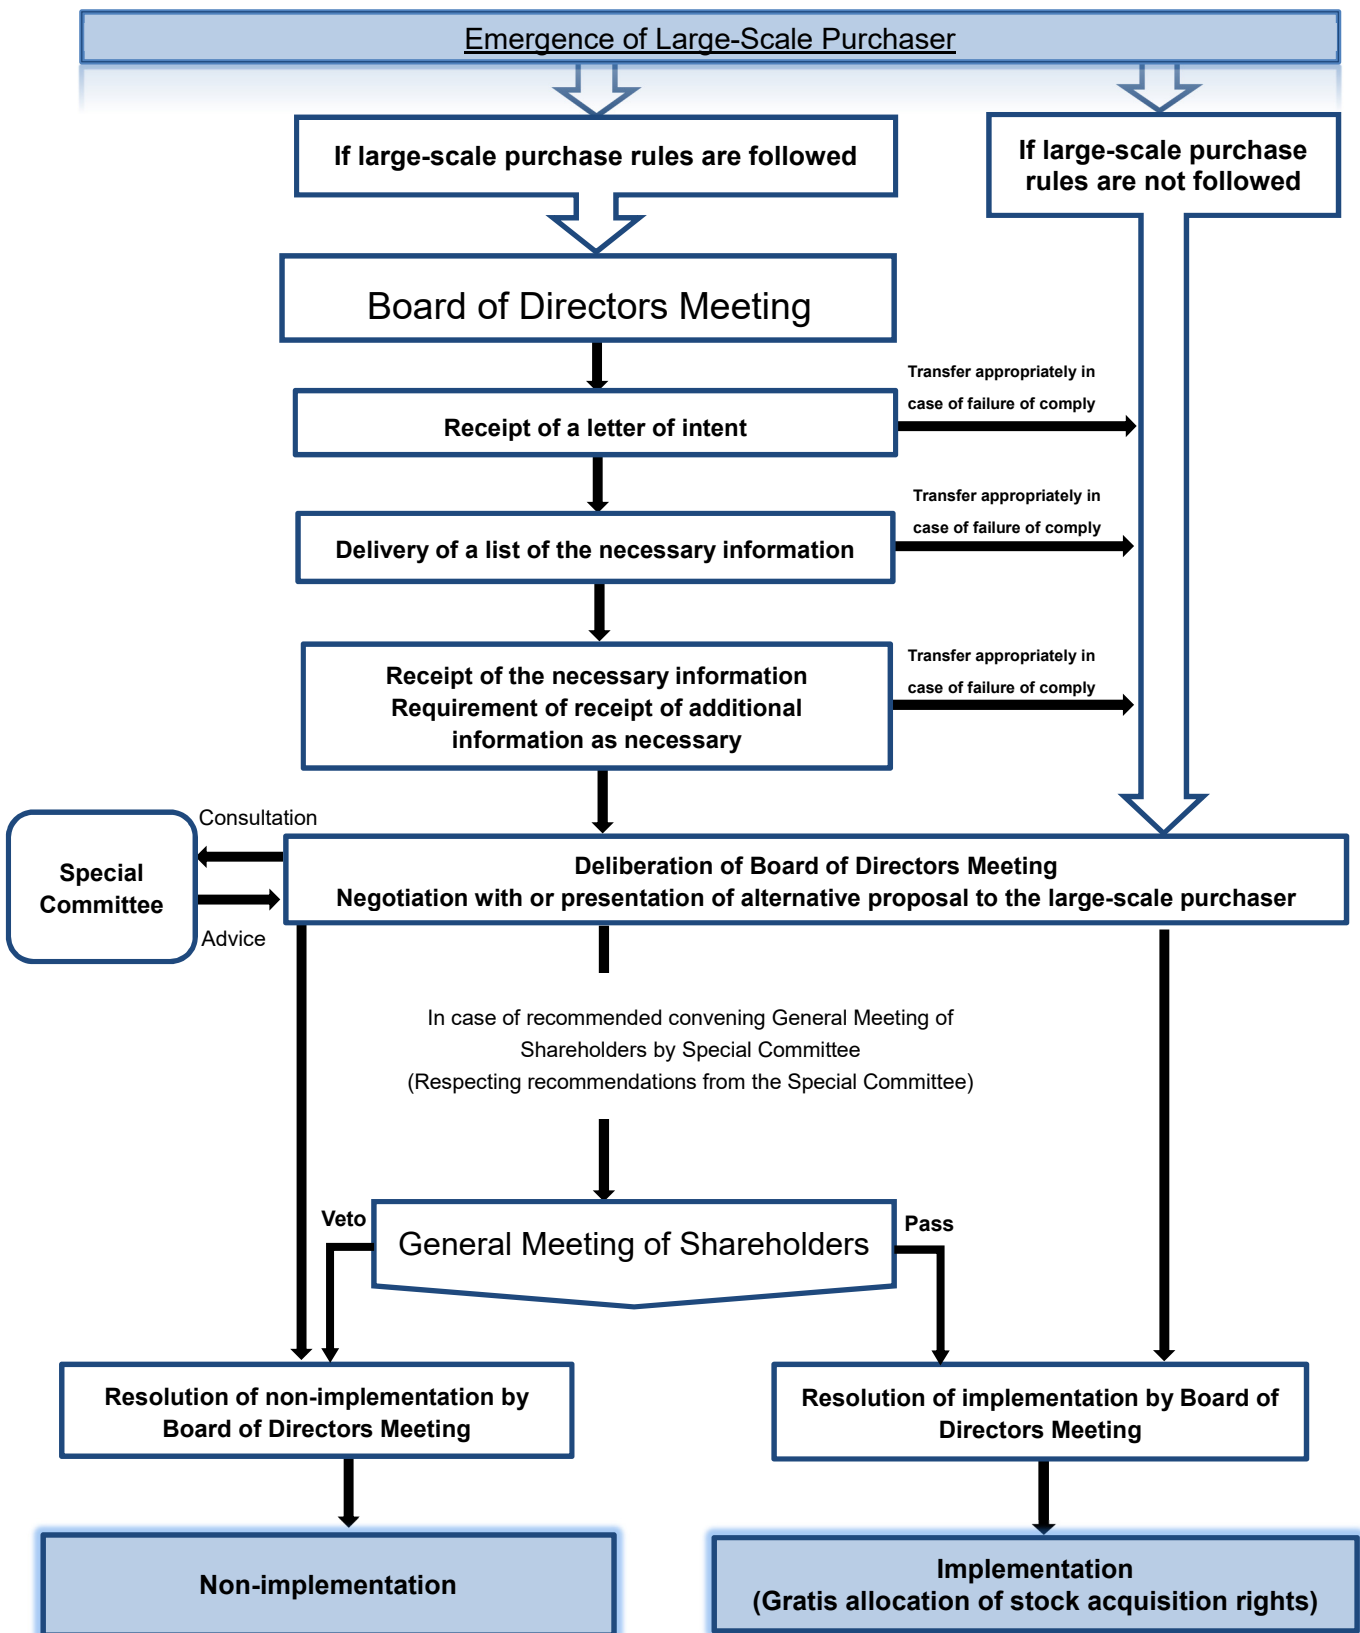 Emergence of Large-Scale Purchaser
If large-scale purchase rules are followed
If large-scale purchase
rules are not followed
Board of Directors Meeting
Transfer appropriately in
case of failure of comply
Receipt of a letter of intent
Transfer appropriately in
case of failure of comply
Delivery of a list of the necessary information
Transfer appropriately in
case of failure of comply
Receipt of the necessary information
Requirement of receipt of additional
information as necessary
Consultation
Special
Committee
Advice
Deliberation of Board of Directors Meeting
Negotiation with or presentation of alternative proposal to the large-scale purchaser
In case of recommended convening General Meeting of
Shareholders by Special Committee
(Respecting recommendations from the Special Committee)
Veto
General Meeting of Shareholders
Pass
Resolution of non-implementation by
Board of Directors Meeting
Resolution of implementation by Board of
Directors Meeting
Non-implementation
Implementation
(Gratis allocation of stock acquisition rights)